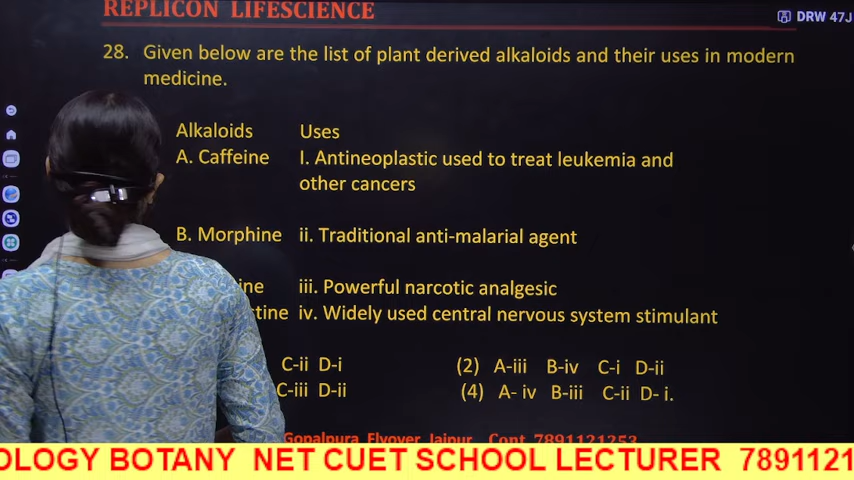 REPLICON LIFESCIENCE
DRW 47J
28. Given below are the list of plant derived alkaloids and their uses in modern
medicine.
Alkaloids Uses
A. Caffeine I. Antineoplastic used to treat leukemia and
other cancers
B. Morphine ii. Traditional anti-malarial agent
ine iii. Powerful narcotic analgesic
stine iv. Widely used central nervous system stimulant
C-ii D-i (2) A-iii B-iv C-i D-ii
C-iii D-ii (4) A- iv B-iii C-ii D- i.
Gopalpura Flyover Jaipur Cont 7891121253
OLOGY BOTANY NET CUET SCHOOL LECTURER 7891121